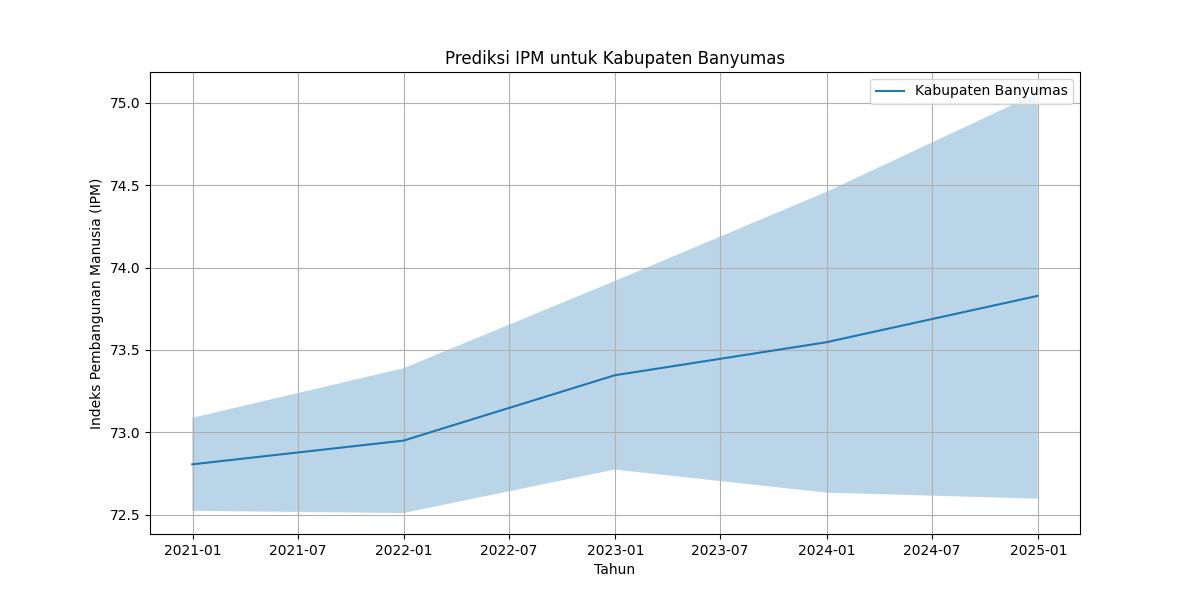 Prediksi IPM untuk Kabupaten Banyumas
Kabupaten Banyumas
Indeks Pembangunan Manusia (IPM)
75.0
74.5
74.0
73.5
73.0
72.5
2021-01 2021-07 2022-01 2022-07 2023-01 2023-07 2024-01 2024-07 2025-01
Tahun